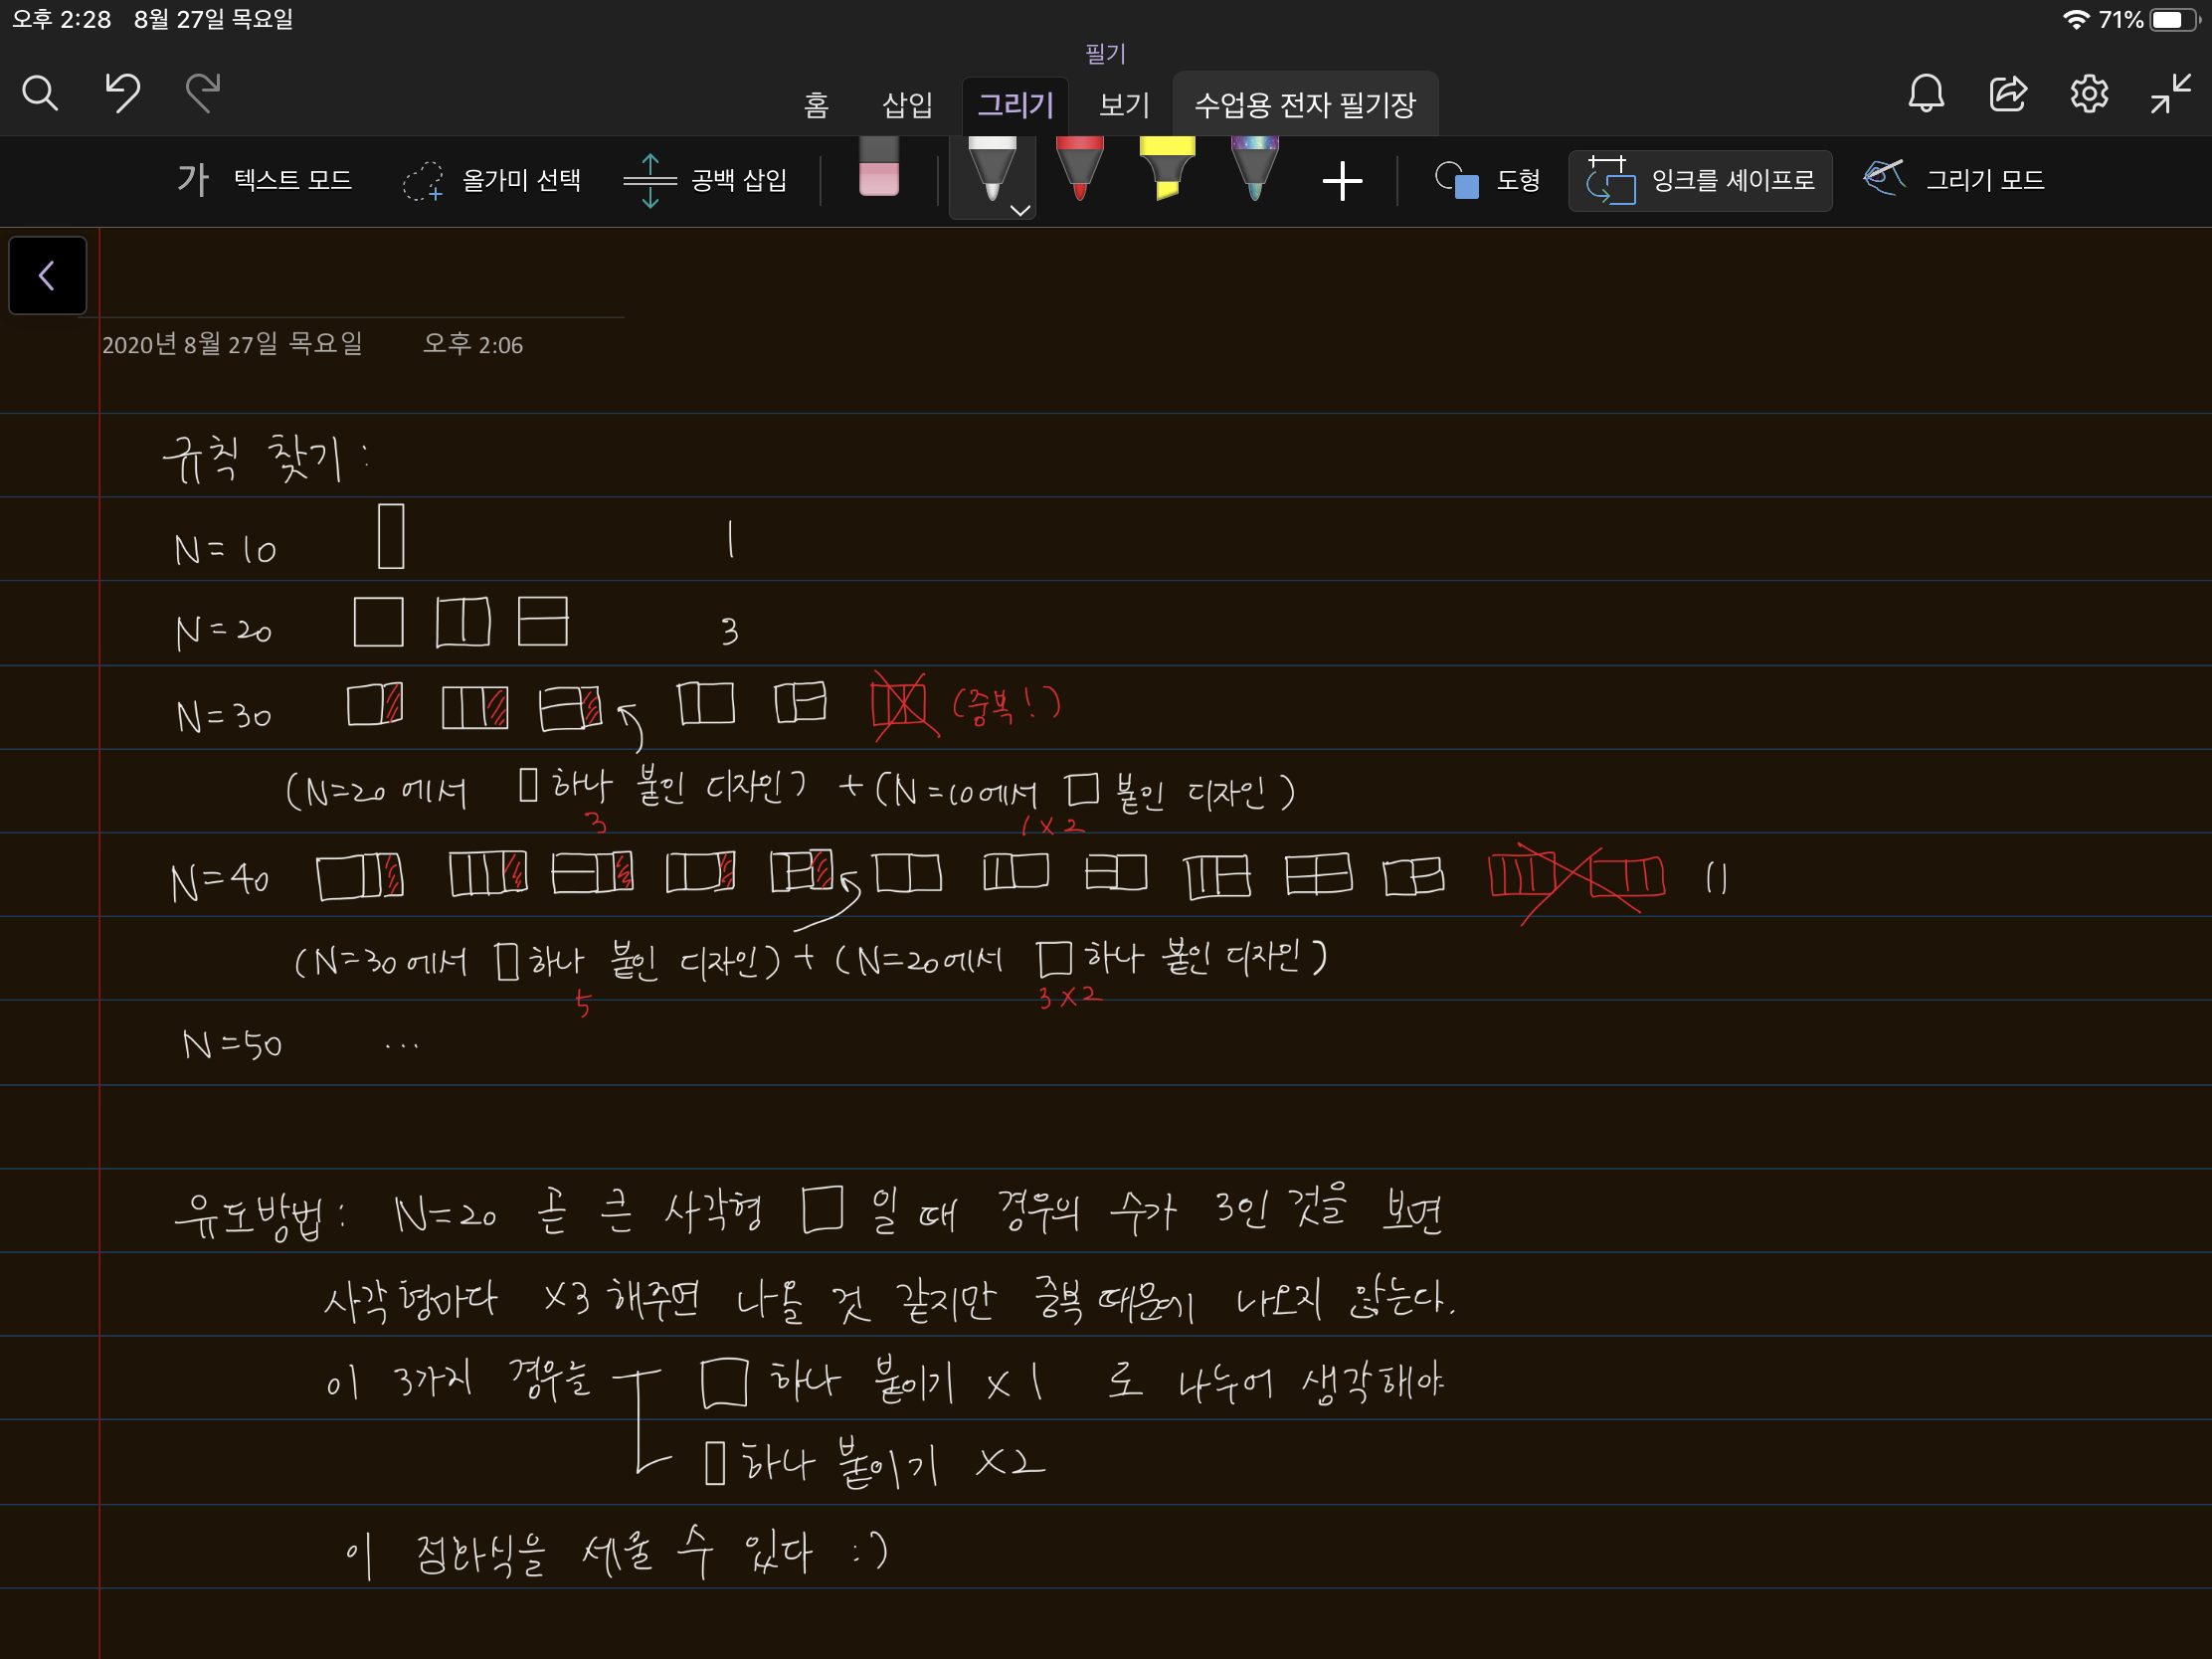 오후 2:28 8월 27일 목요일 71%
필기
홈 삽입 그리기 보기 수업용 전자 필기장
가 텍스트 모드 올가미 선택 공백 삽입 도형 잉크를 셰이프로 그리기 모드
2020년 8월 27일 목요일 오후 2:06
규칙 찾기 :
N=10 1
N=20 3
N=30 (중복!)
(N=20 에서 하나 붙인 디자인) + (N=10에서 붙인 디자인)
3 1×2
N=40 11
(N=30 에서 하나 붙인 디자인) + (N=20에서 하나 붙인 디자인)
5 3×2
N=50 ...
유도방법: N=20 곧 큰 사각형 일 때 경우의 수가 3인 것을 보면
사각형마다 ×3 해주면 나올 것 같지만 중복 때문에 나오지 않는다.
이 3가지 경우를 하나 붙이기 ×1 로 나누어 생각해야
하나 붙이기 ×2
이 점화식을 세울 수 있다 :)